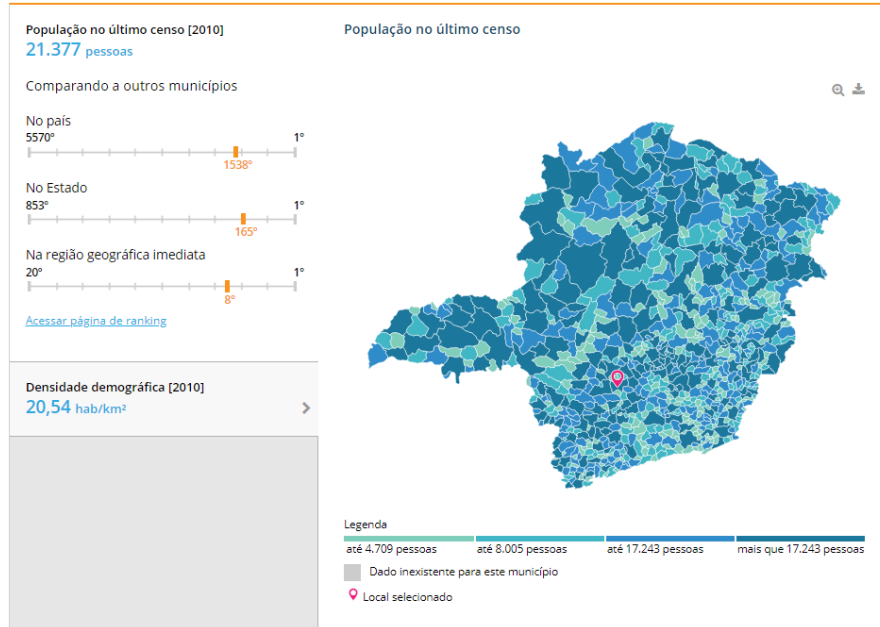 População no último censo [2010]
21.377 pessoas
Comparando a outros municípios
No país
5570º 1º
1538º
No Estado
853º 1º
165º
Na região geográfica imediata
20º 1º
8º
Acessar página de ranking
Densidade demográfica [2010]
20,54 hab/km²
População no último censo
Legenda
até 4.709 pessoas até 8.005 pessoas até 17.243 pessoas mais que 17.243 pessoas
Dado inexistente para este município
Local selecionado